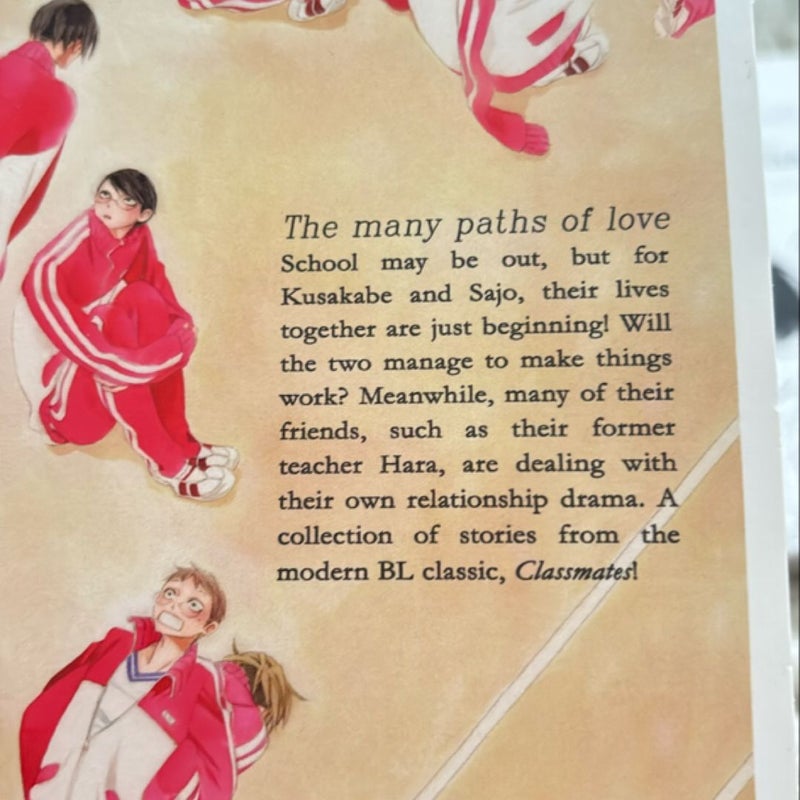 The many paths of love
School may be out, but for
Kusakabe and Sajo, their lives
together are just beginning! Will
the two manage to make things
work? Meanwhile, many of their
friends, such as their former
teacher Hara, are dealing with
their own relationship drama. A
collection of stories from the
modern BL classic, Classmates!